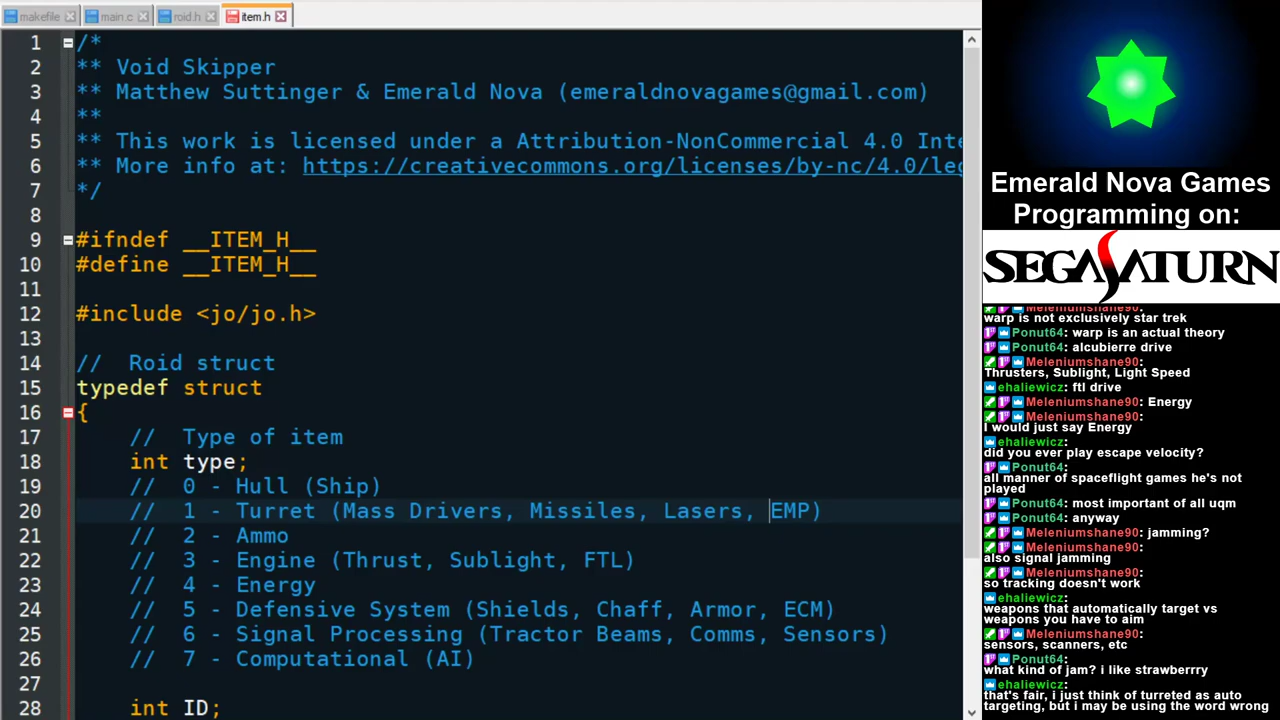 makefile
main.c
roid.h
item.h
1 /*
2 ** Void Skipper
3 ** Matthew Suttinger & Emerald Nova (emeraldnovagames@gmail.com)
4 **
5 ** This work is licensed under a Attribution-NonCommercial 4.0 Inte
6 ** More info at: https://creativecommons.org/licenses/by-nc/4.0/leg
7 */
8
9 #ifndef __ITEM_H__
10 #define __ITEM_H__
11
12 #include <jo/jo.h>
13
14 // Roid struct
15 typedef struct
16 {
17 // Type of item
18 int type;
19 // 0 - Hull (Ship)
20 // 1 - Turret (Mass Drivers, Missiles, Lasers, EMP)
21 // 2 - Ammo
22 // 3 - Engine (Thrust, Sublight, FTL)
23 // 4 - Energy
24 // 5 - Defensive System (Shields, Chaff, Armor, ECM)
25 // 6 - Signal Processing (Tractor Beams, Comms, Sensors)
26 // 7 - Computational (AI)
27
28 int ID;
Emerald Nova Games
Programming on:
SEGA SATURN
Meleniumshane90:
warp is not exclusively star trek
Ponut64: warp is an actual theory
Ponut64: alcubierre drive
Meleniumshane90:
Thrusters, Sublight, Light Speed
ehaliewicz: ftl drive
Meleniumshane90: Energy
Meleniumshane90:
I would just say Energy
ehaliewicz:
did you ever play escape velocity?
Ponut64:
all manner of spaceflight games he's not
played
Ponut64: most important of all uqm
Ponut64: anyway
Meleniumshane90: jamming?
Meleniumshane90:
also signal jamming
Meleniumshane90:
so tracking doesn't work
ehaliewicz:
weapons that automatically target vs
weapons you have to aim
Meleniumshane90:
sensors, scanners, etc
Ponut64:
what kind of jam? i like strawberrry
ehaliewicz:
that's fair, i just think of turreted as auto
targeting, but i may be using the word wrong